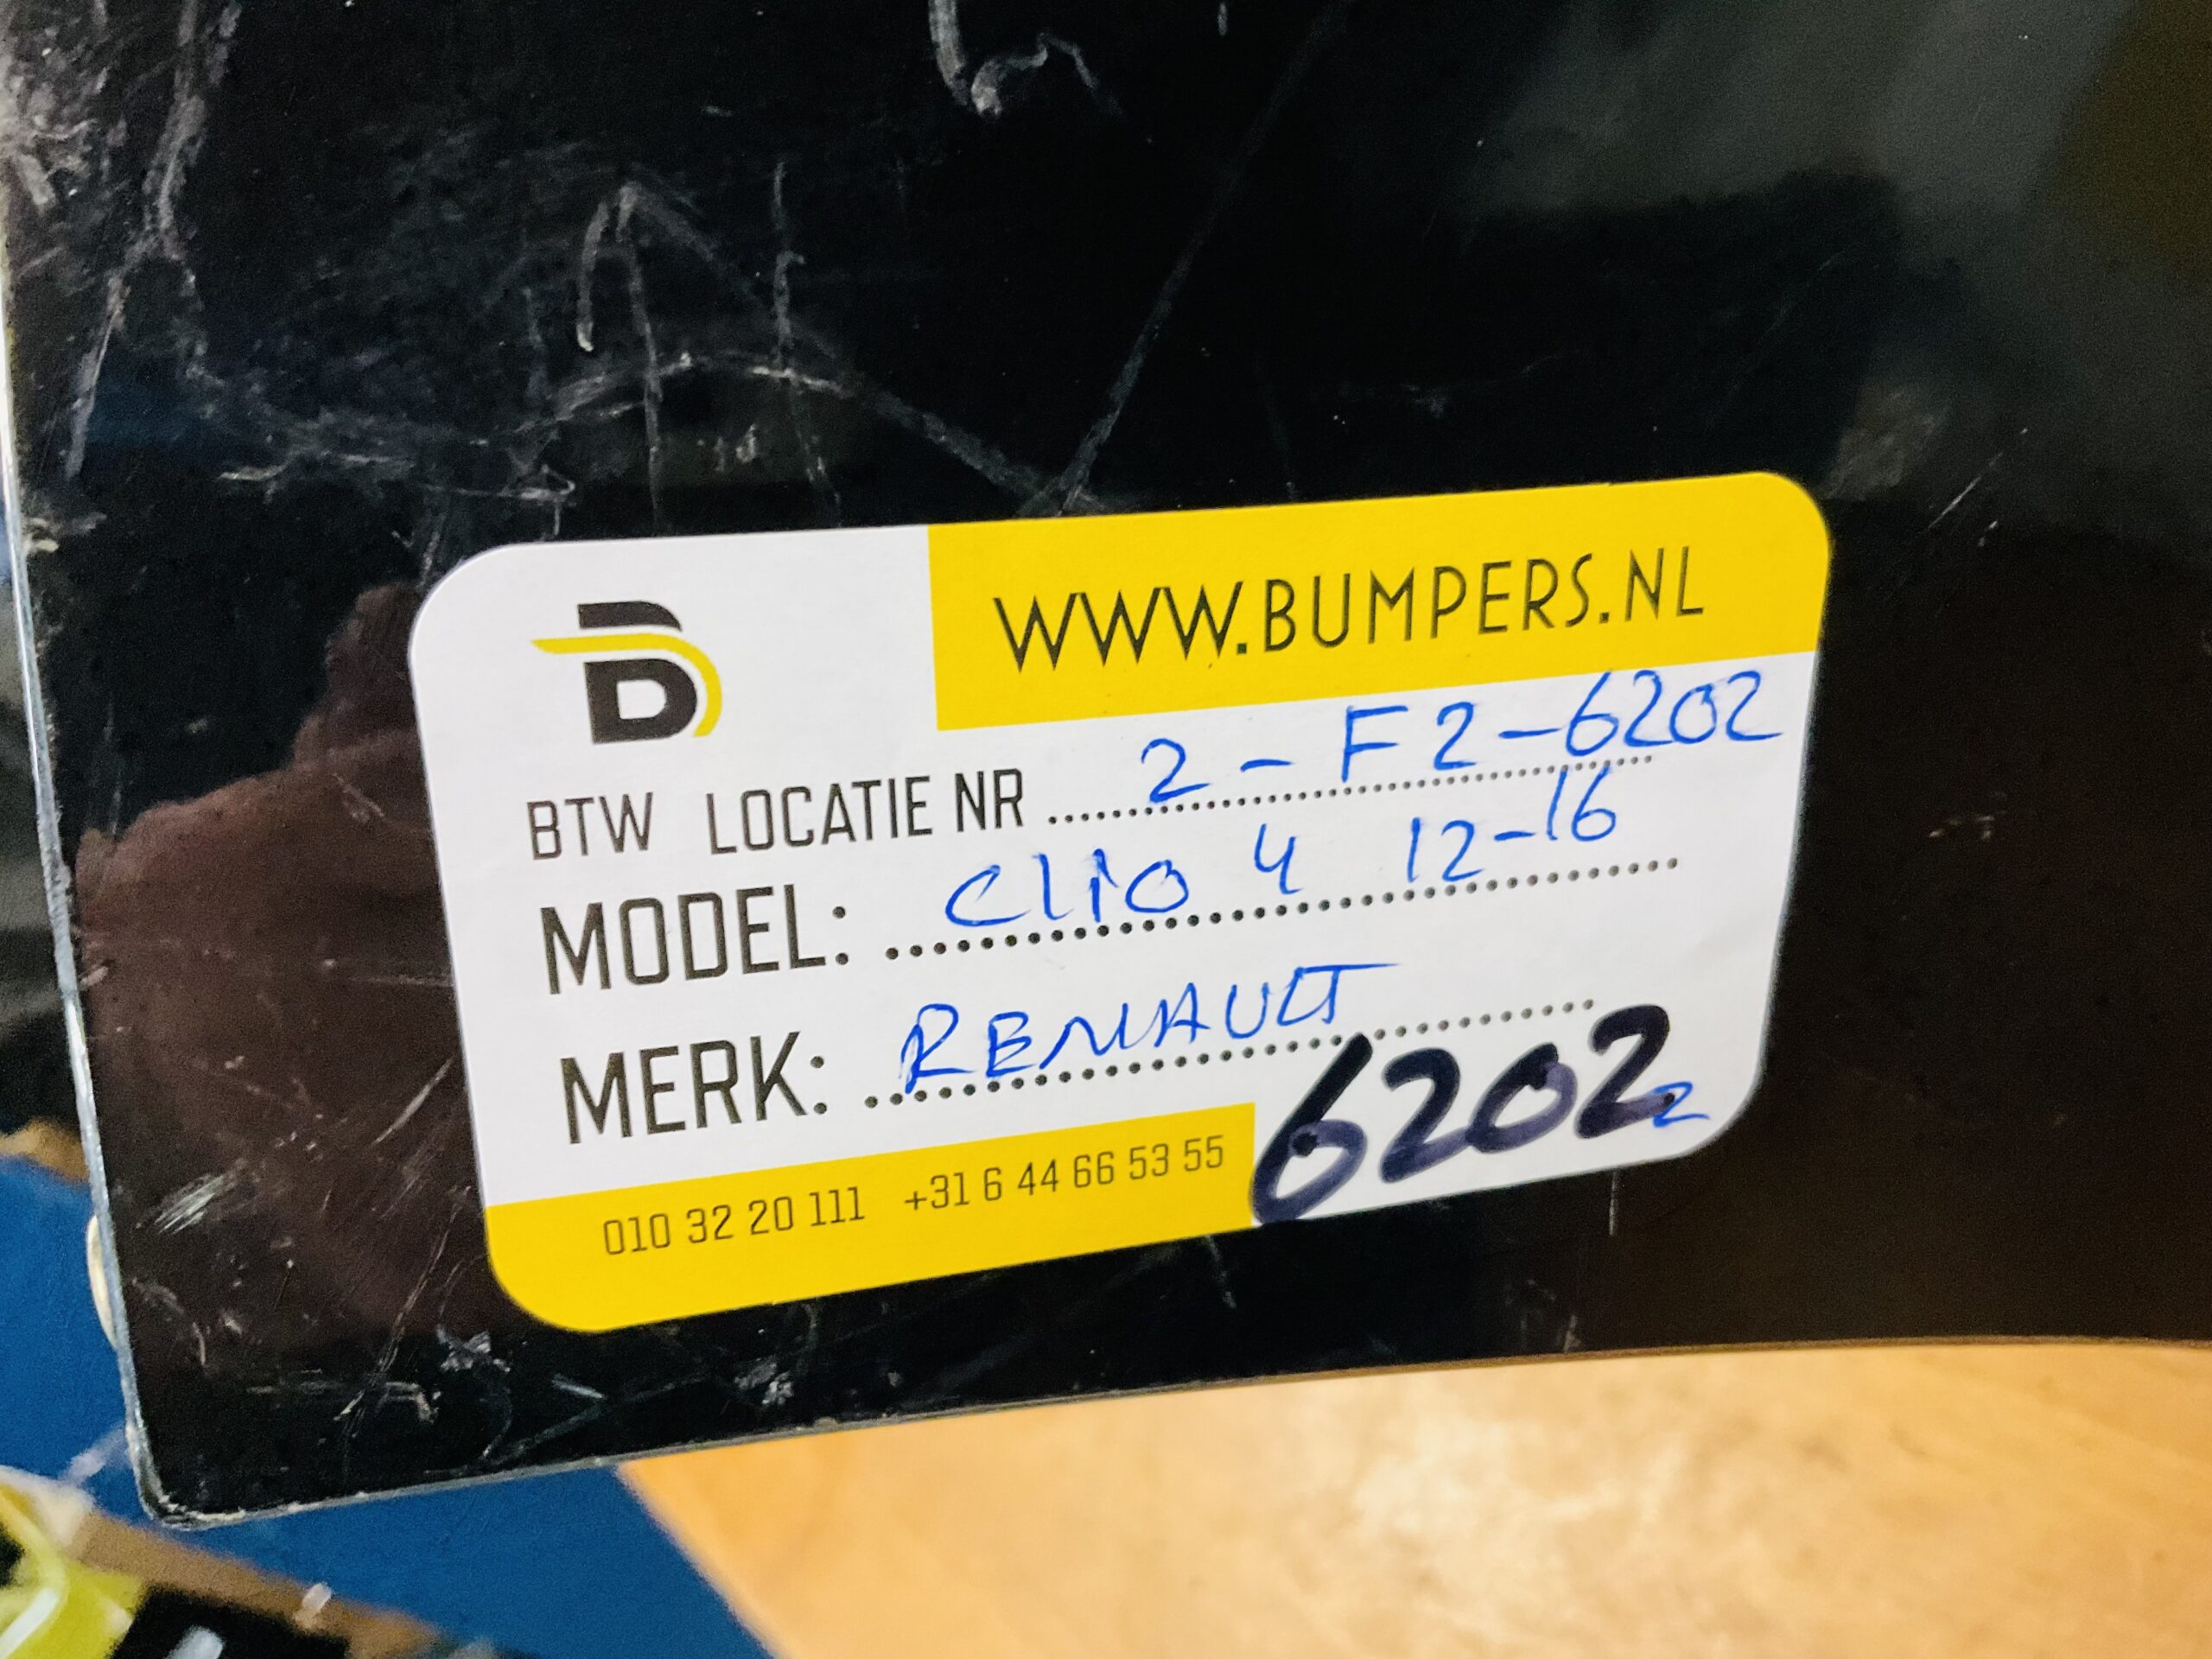 B
WWW.BUMPERS.NL
BTW LOCATIE NR 2-F2-6202
MODEL: Clio 4 12-16
MERK: RENAULT
6202 2
010 32 20 111 +31 6 44 66 53 55